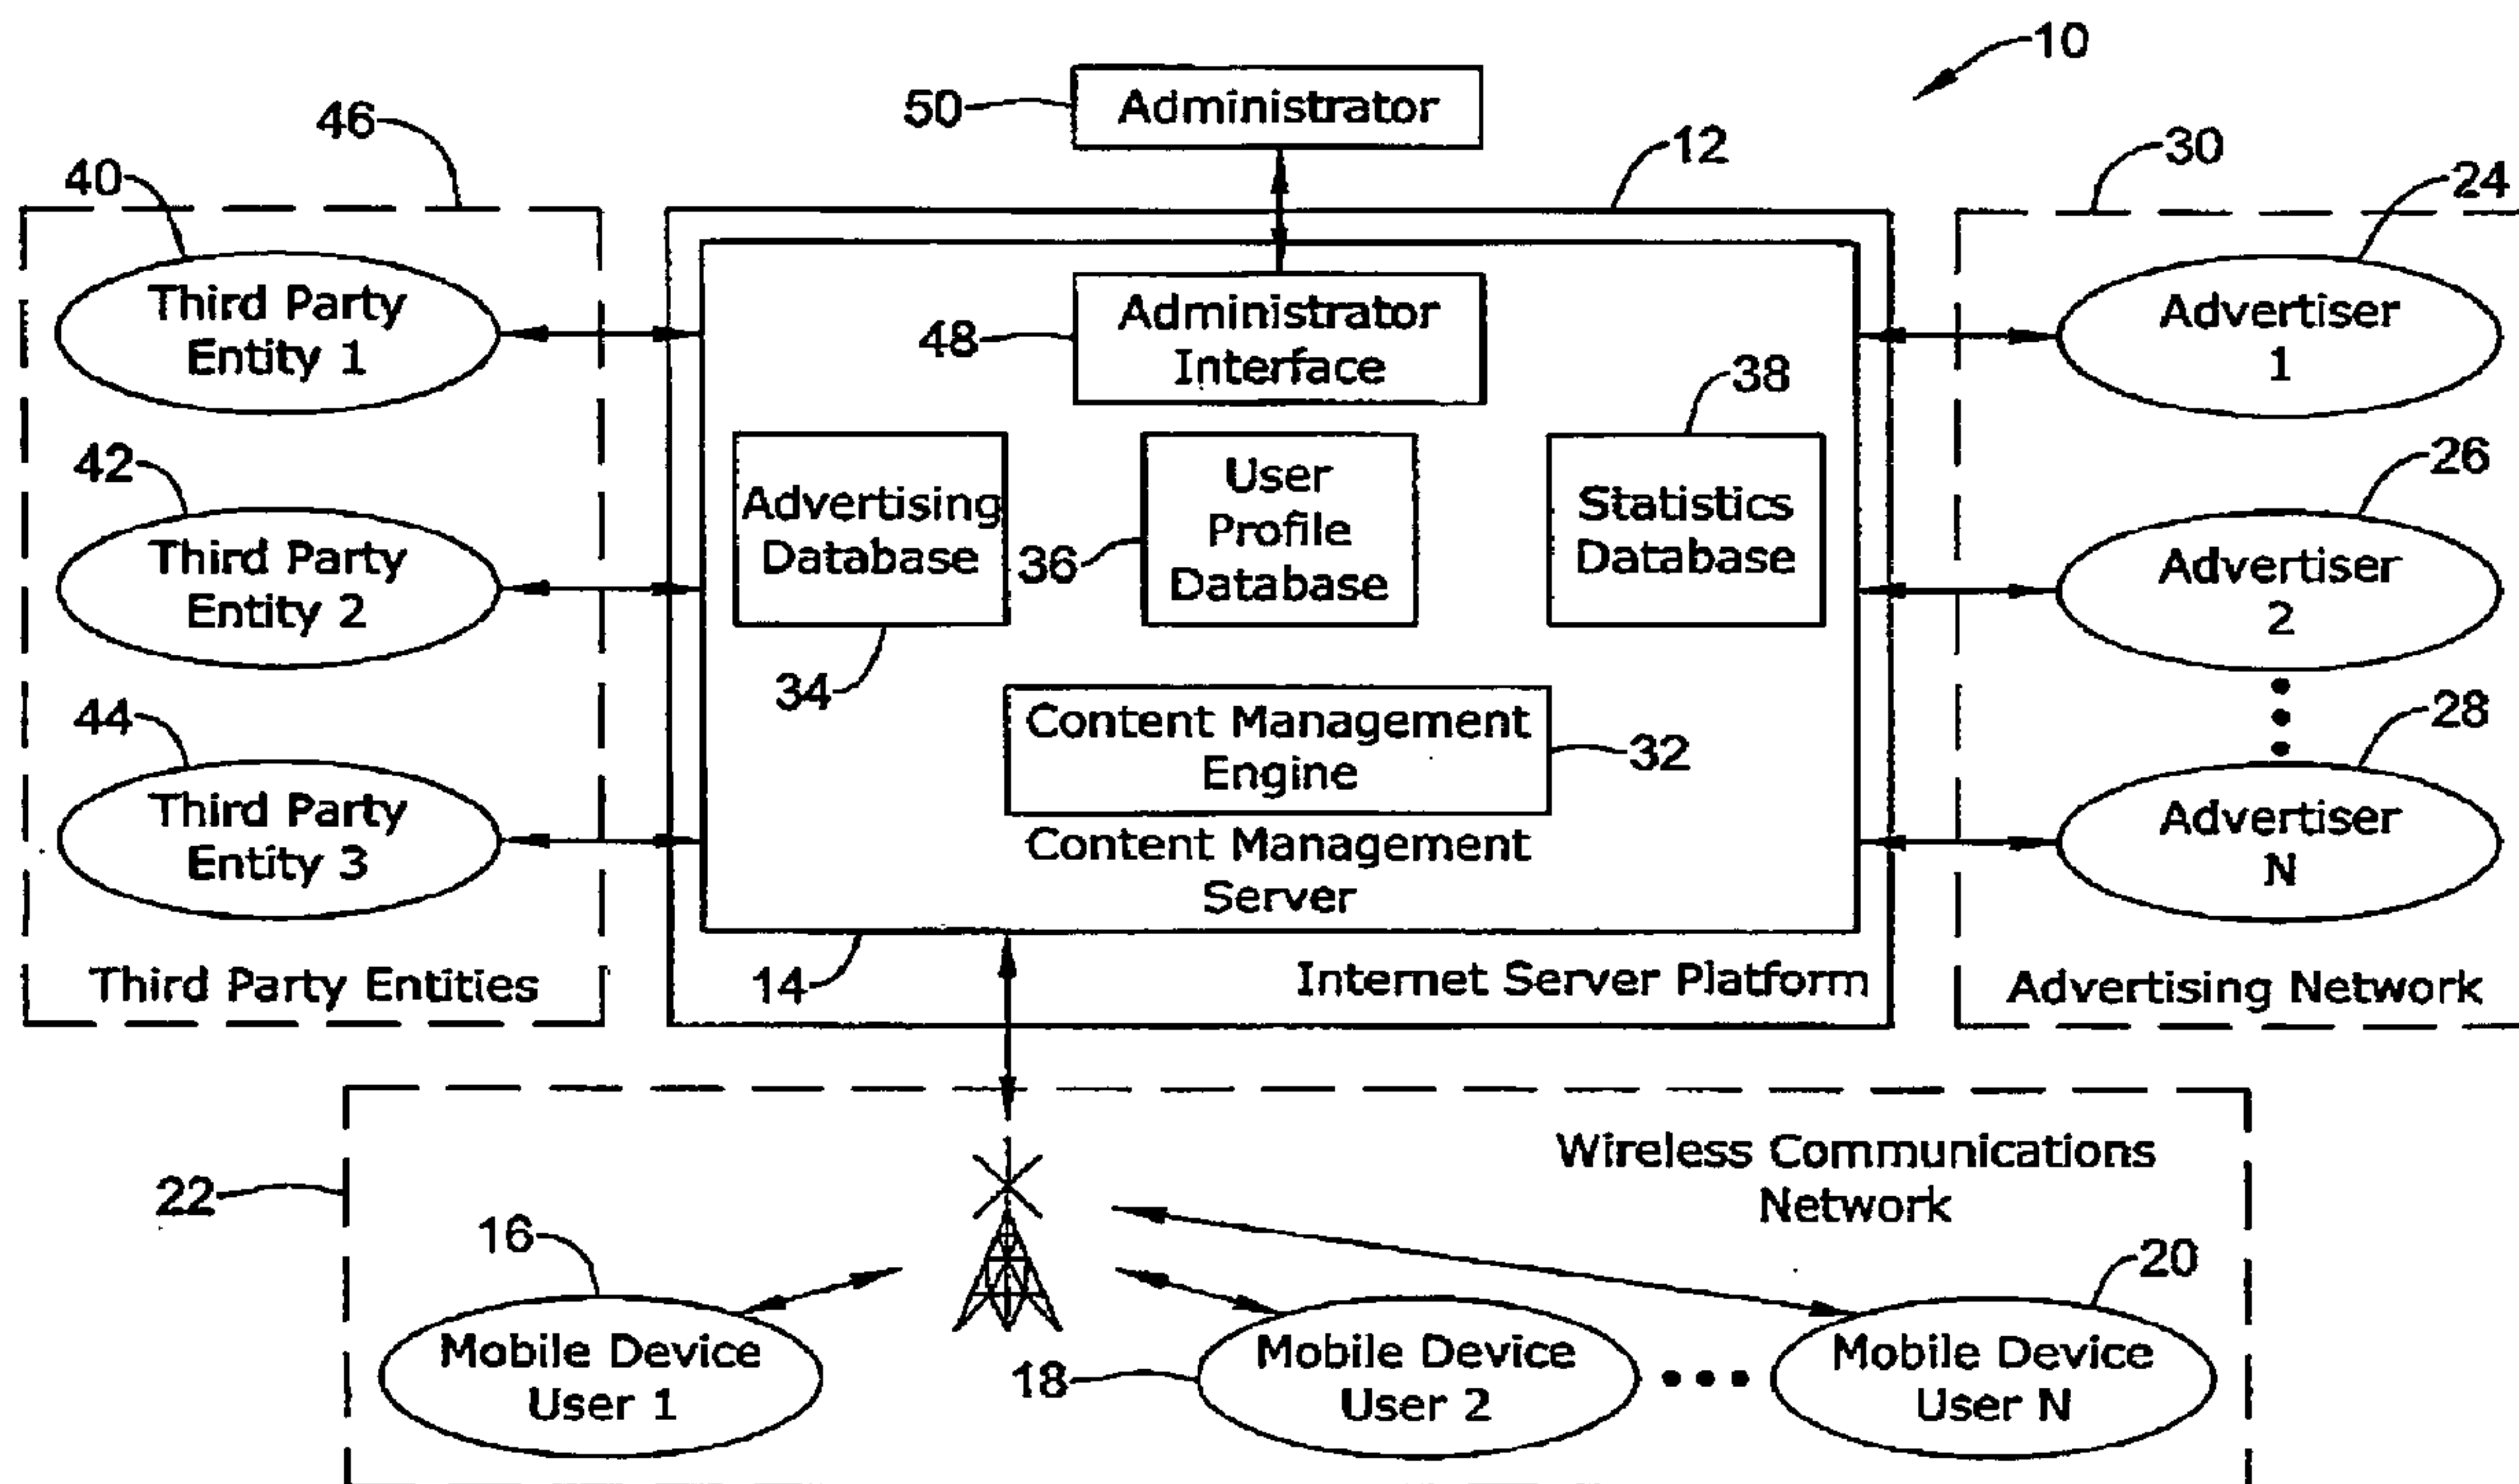 10
50
Administrator
46
12
30
40
24
Third Party
Entity 1
48
Administrator
Interface
38
Advertiser
1
42
Advertising
Database
36
User
Profile
Database
Statistics
Database
26
Third Party
Entity 2
Advertiser
2
34
44
Content Management
Engine
32
28
Third Party
Entity 3
Content Management
Server
Advertiser
N
Third Party Entities
14
Internet Server Platform
Advertising Network
Wireless Communications
Network
22
16
20
Mobile Device
User 1
18
Mobile Device
User 2
Mobile Device
User N